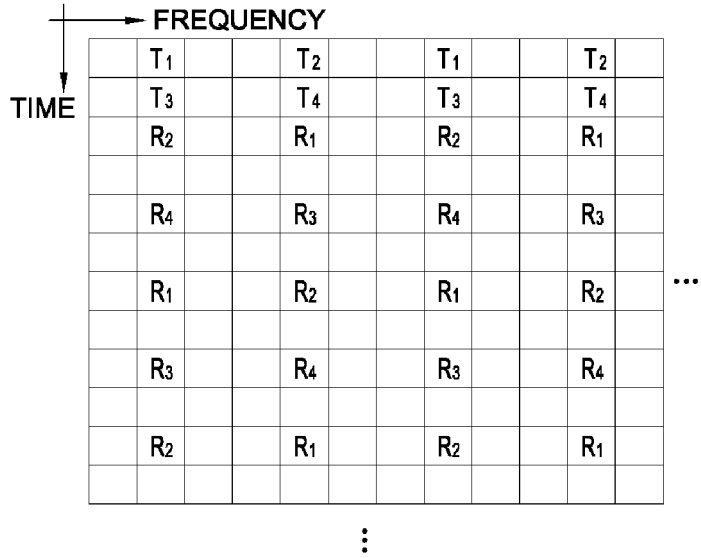 FREQUENCY
T1 T2 T1 T2
TIME
T3 T4 T3 T4
R2 R1 R2 R1
R4 R3 R4 R3
...
R1 R2 R1 R2
R3 R4 R3 R4
R2 R1 R2 R1
...